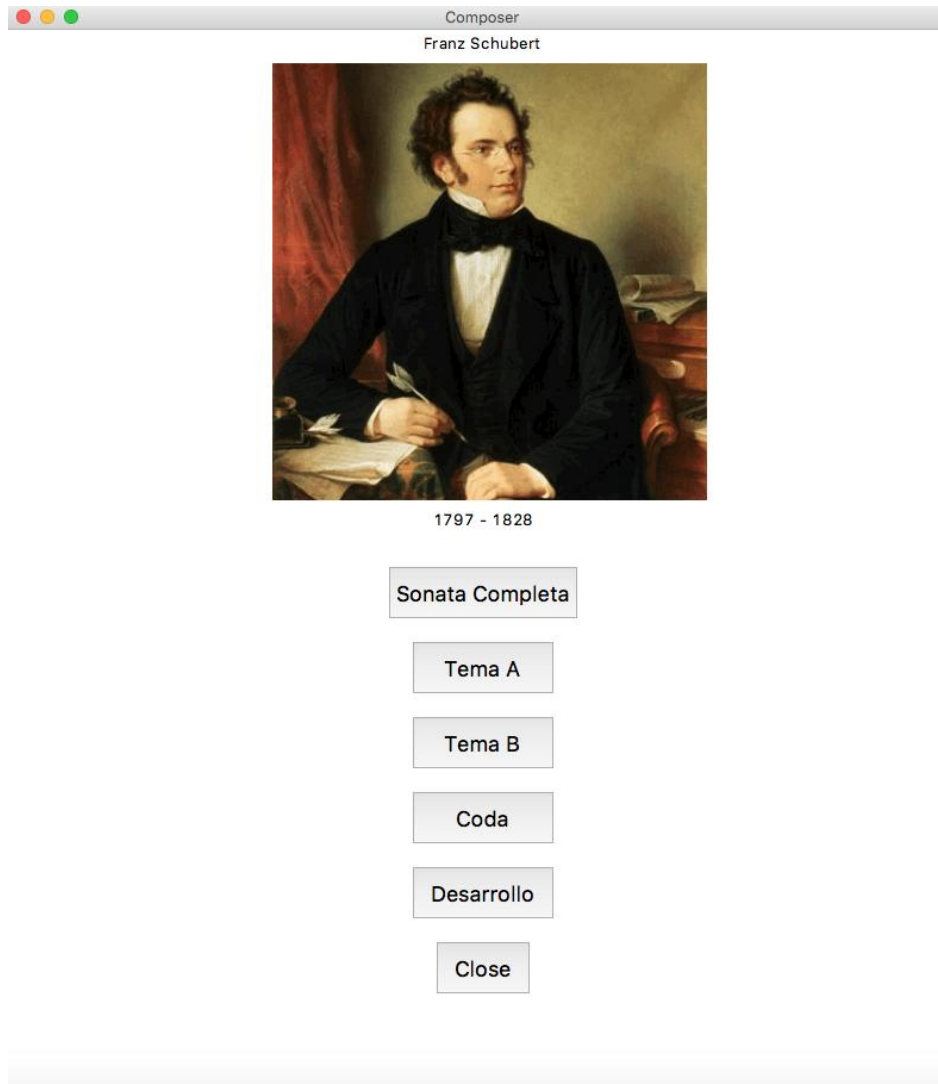 Composer
Franz Schubert
1797 - 1828
Sonata Completa
Tema A
Tema B
Coda
Desarrollo
Close